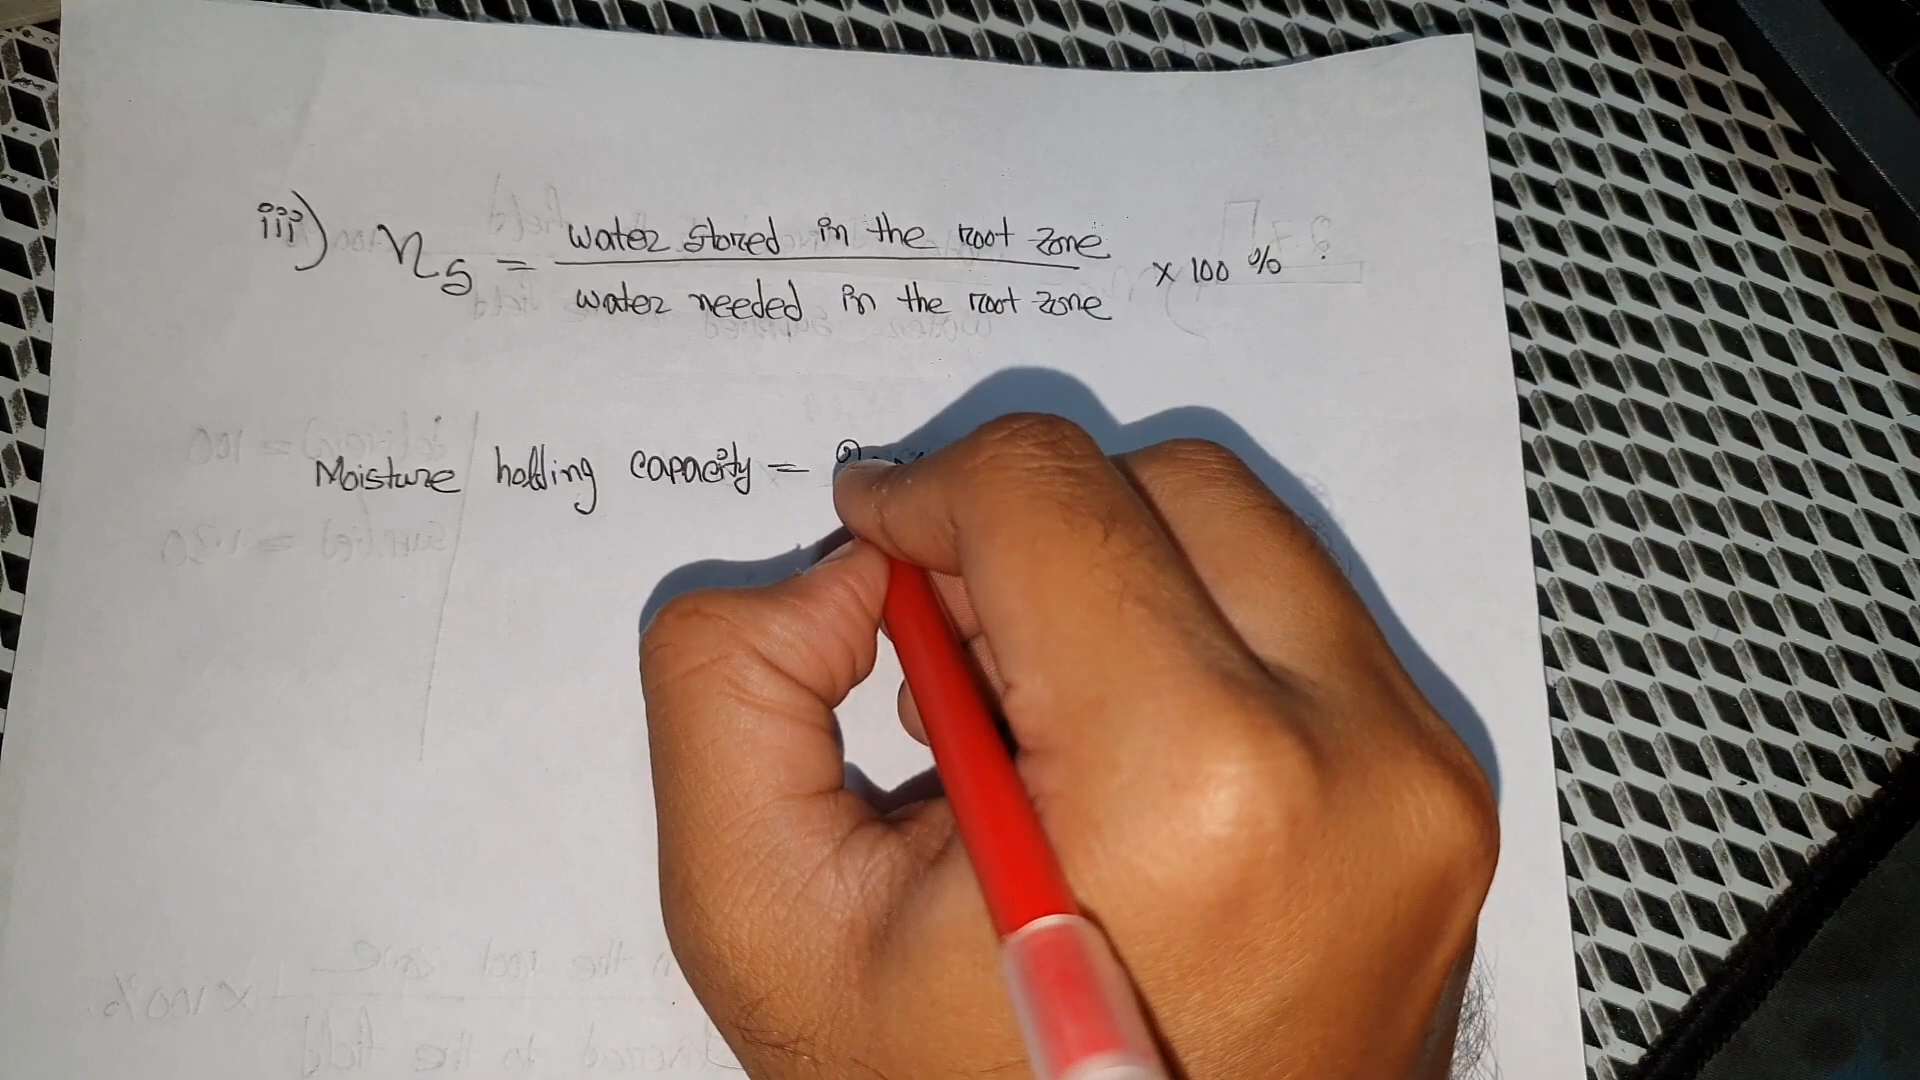 iii) ηs = water stored in the root zone / water needed in the root zone × 100 %
Moisture holding capacity =